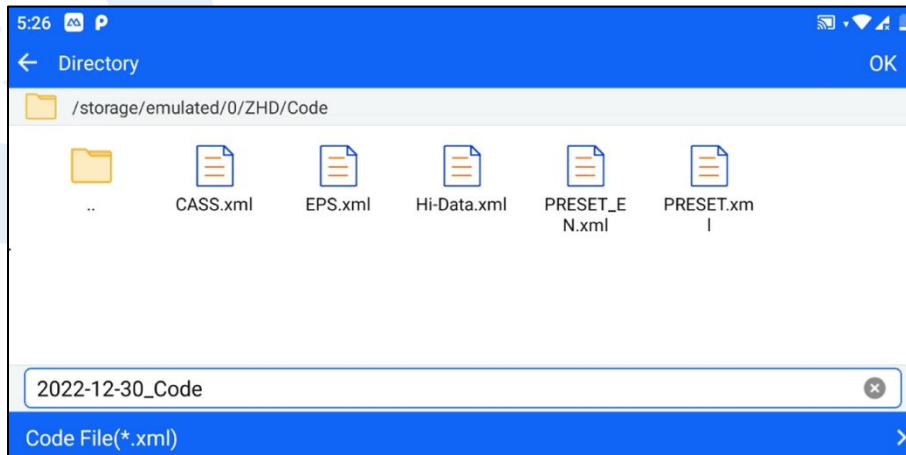 5:26
Directory
OK
/storage/emulated/0/ZHD/Code
..
CASS.xml
EPS.xml
Hi-Data.xml
PRESET_E
N.xml
PRESET.xm
l
2022-12-30_Code
Code File(*.xml)